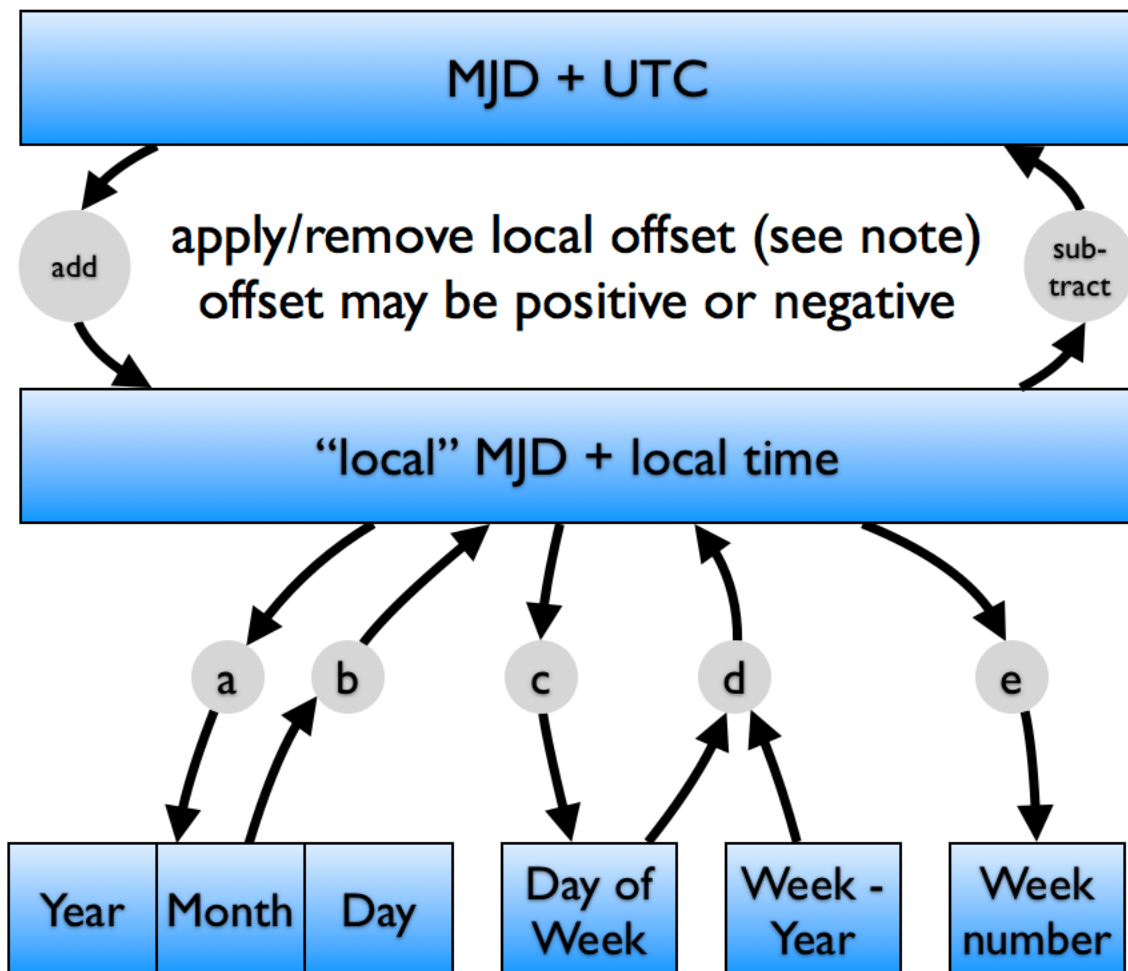 MJD + UTC
add
apply/remove local offset (see note)
offset may be positive or negative
sub-
tract
“local” MJD + local time
a
b
c
d
e
Year
Month
Day
Day of
Week
Week -
Year
Week
number